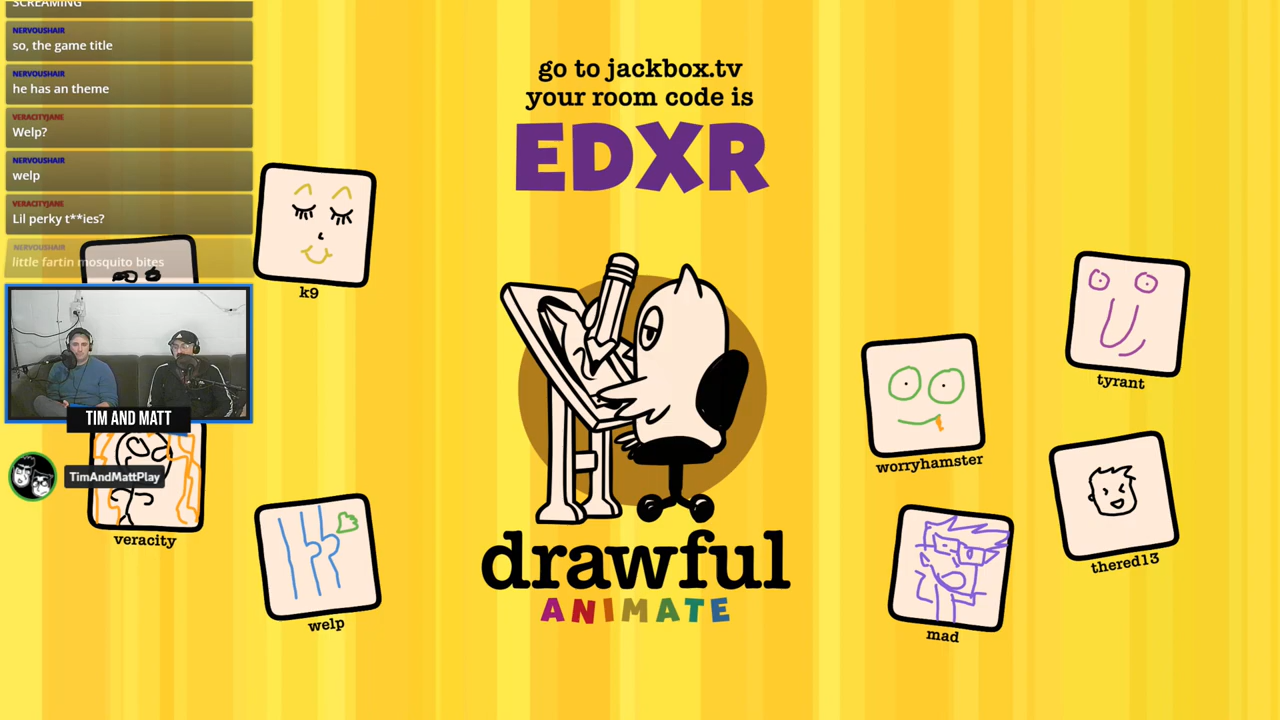 SCREAMING
NERVOUSHAIR
so, the game title
NERVOUSHAIR
he has an theme
VERACITYJANE
Welp?
NERVOUSHAIR
welp
VERACITYJANE
Lil perky t**ies?
NERVOUSHAIR
little fartin mosquito bites
TIM AND MATT
TimAndMattPlay
go to jackbox.tv
your room code is
EDXR
k9
veracity
welp
drawful
ANIMATE
worryhamster
tyrant
mad
thered13